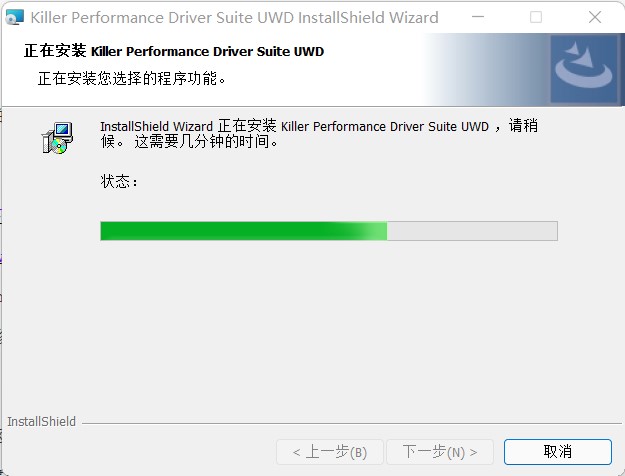 Killer Performance Driver Suite UWD InstallShield Wizard
正在安装 Killer Performance Driver Suite UWD
正在安装您选择的程序功能。
InstallShield Wizard 正在安装 Killer Performance Driver Suite UWD ，请稍
候。 这需要几分钟的时间。
状态：
InstallShield
< 上一步(B)
下一步(N) >
取消